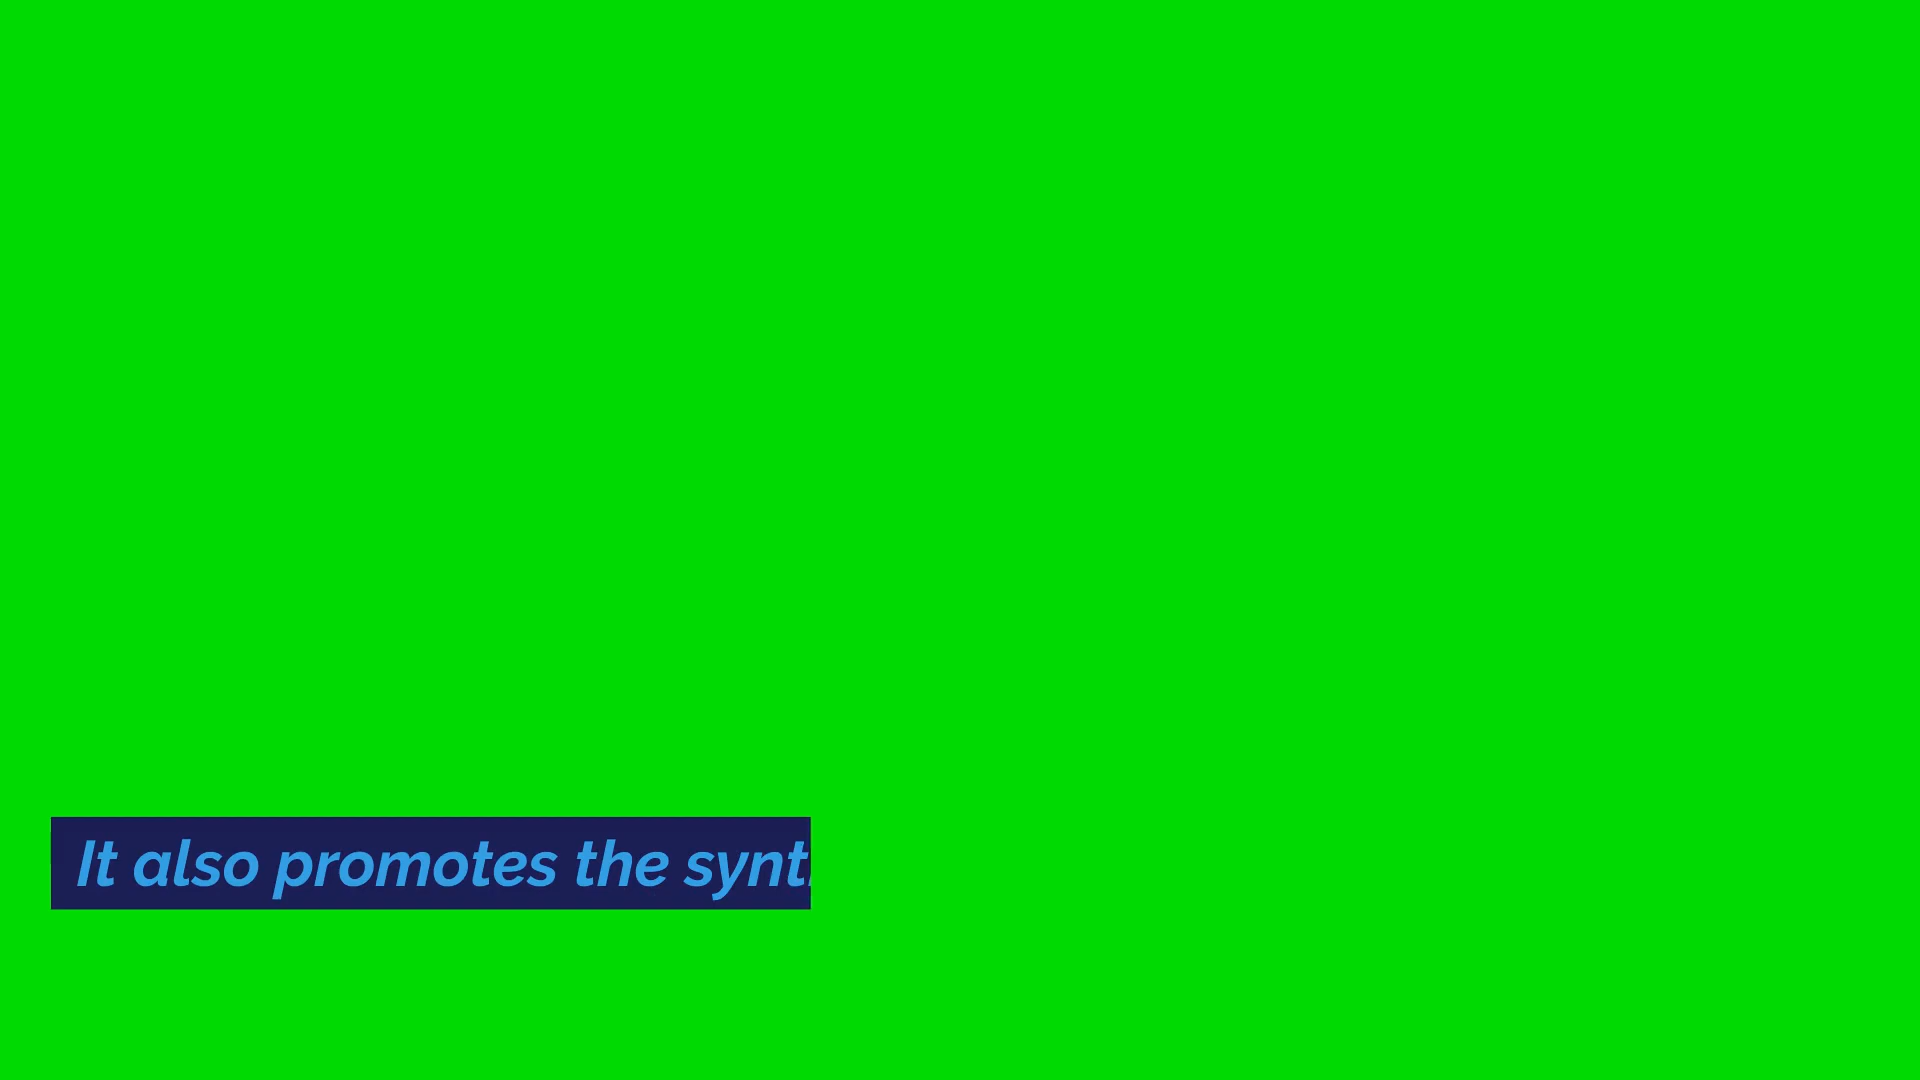 It also promotes the synt